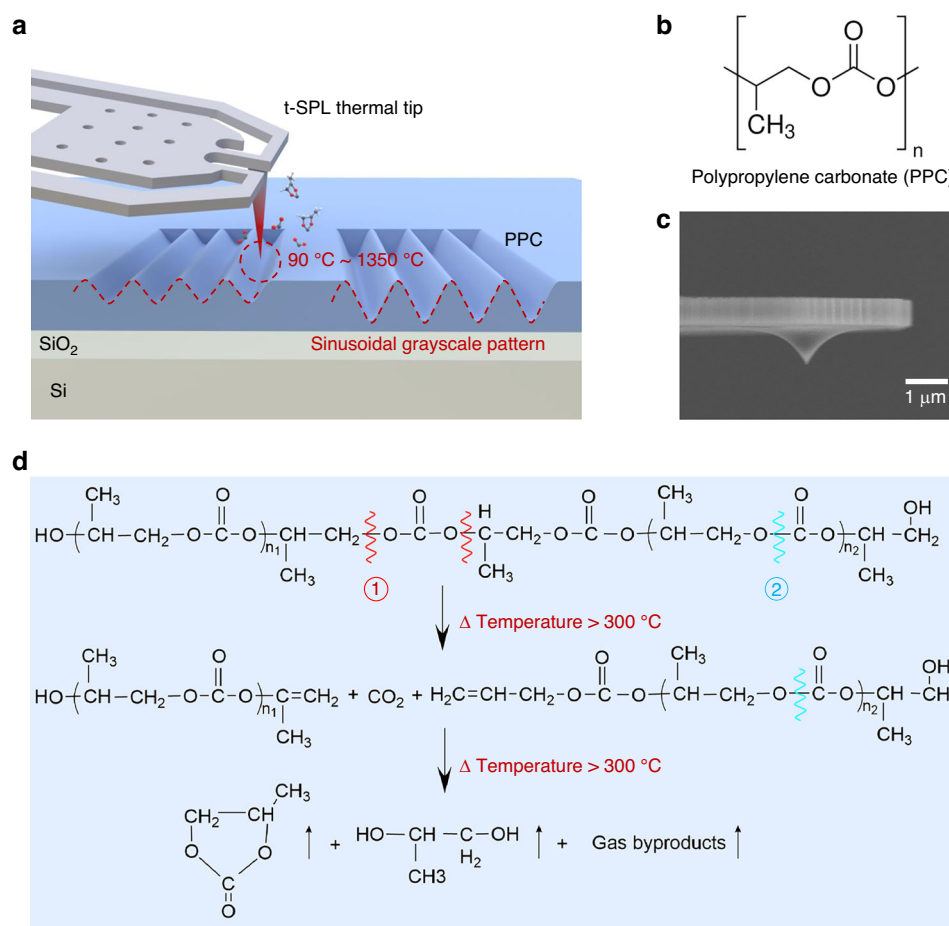 a
t-SPL thermal tip
PPC
90 °C ~ 1350 °C
SiO2
Sinusoidal grayscale pattern
Si
b
O
O
O
CH3
n
Polypropylene carbonate (PPC)
c
1 μm
d
CH3 O O H O CH3 O OH
HO—(—CH—CH2—O—C—O—)n1—CH—CH2—O—C—O—C—CH2—O—C—O—(—CH—CH2—O—C—O—)n2—CH—CH2
CH3 CH3 CH3
1 2
Δ Temperature > 300 °C
CH3 O O CH3 O OH
HO—(—CH—CH2—O—C—O—)n1—C=CH2 + CO2 + H2C=CH—CH2—O—C—O—(—CH—CH2—O—C—O—)n2—CH—CH2
CH3 CH3
Δ Temperature > 300 °C
CH3
CH2 CH
O O
C
O
+
HO—CH—C—OH
H2
CH3
+ Gas byproducts